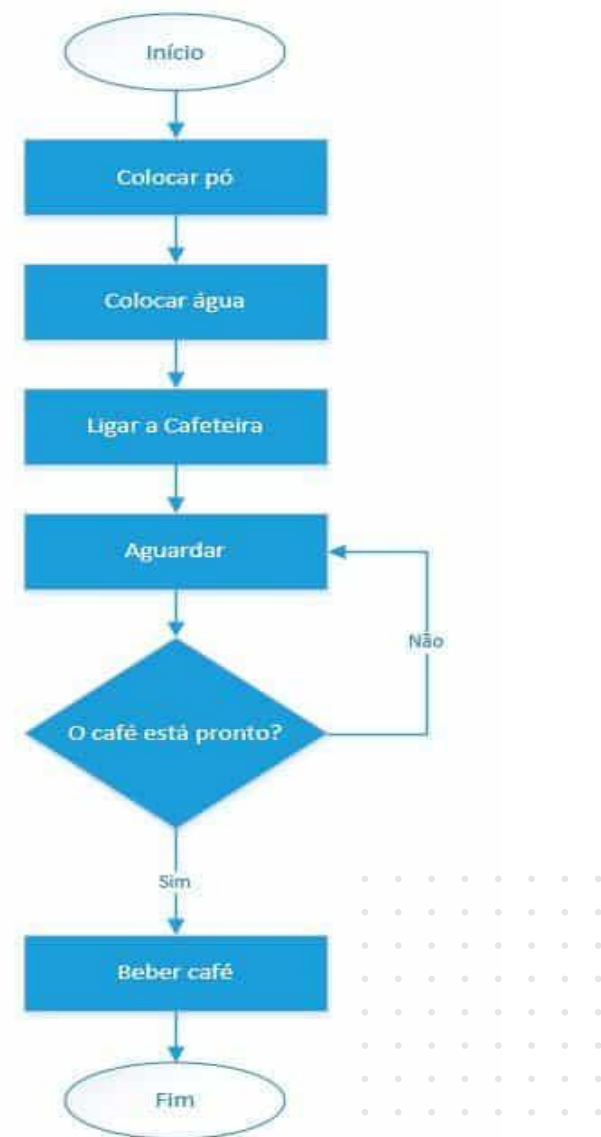 Início
Colocar pó
Colocar água
Ligar a Cafeteira
Aguardar
Não
O café está pronto?
Sim
Beber café
Fim